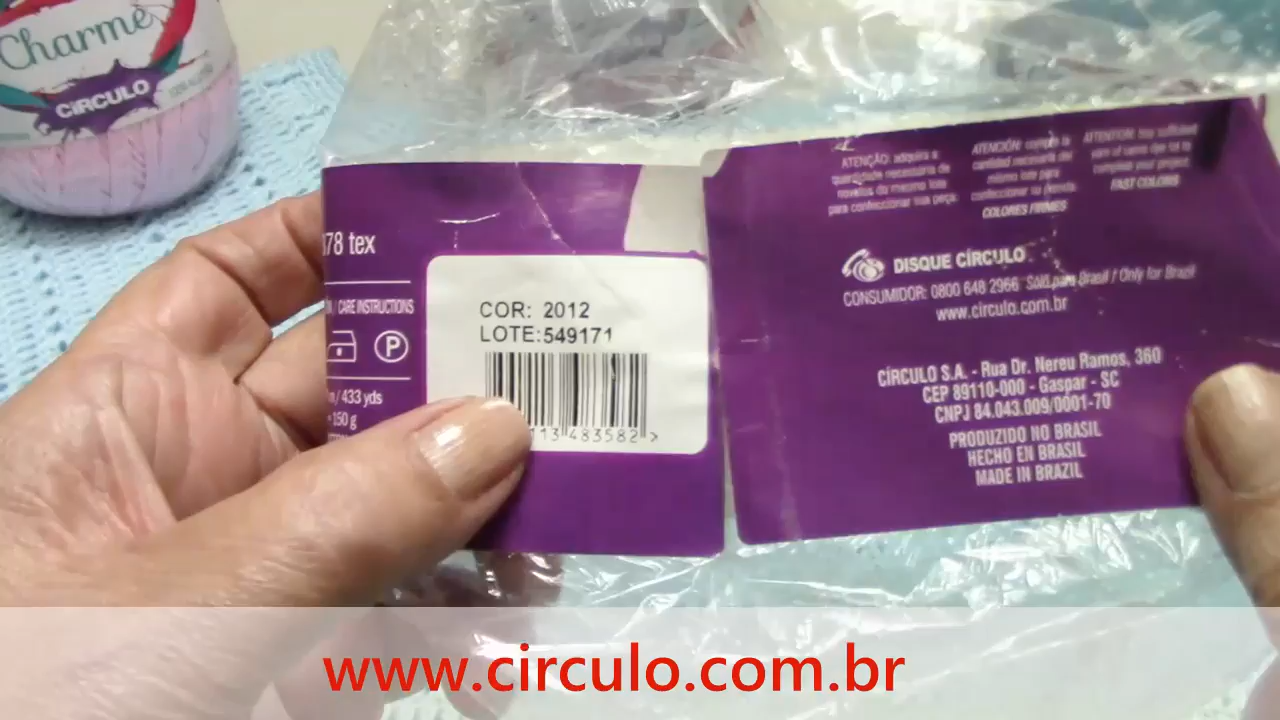 Charme
CÍRCULO
378 tex
/ CARE INSTRUCTIONS
P
/ 433 yds
150 g
COR: 2012
LOTE:549171
113 483582 >
ATENÇÃO: adquira a
quantidade necessária de
novelos do mesmo lote
para confeccionar sua peça.
ATENCIÓN: compre la
cantidad necesaria del
mismo lote para
confeccionar su prenda.
COLORES FIRMES
ATTENTION: buy sufficient
yarn of same dye lot to
complete your project.
FAST COLORS
DISQUE CÍRCULO
CONSUMIDOR: 0800 648 2966 Sólo para Brasil / Only for Brazil
www.circulo.com.br
CÍRCULO S.A. - Rua Dr. Nereu Ramos, 360
CEP 89110-000 - Gaspar - SC
CNPJ 84.043.009/0001-70
PRODUZIDO NO BRASIL
HECHO EN BRASIL
MADE IN BRAZIL
www.circulo.com.br